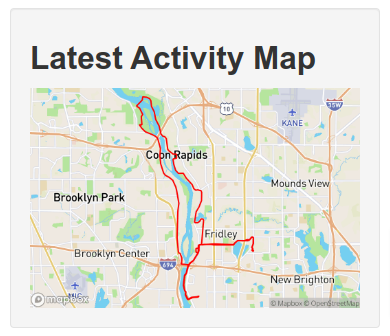 Latest Activity Map
10
35W
KANE
Coon Rapids
Mounds View
Brooklyn Park
Fridley
Brooklyn Center
694
New Brighton
mapbox
MIC
© Mapbox © OpenStreetMap